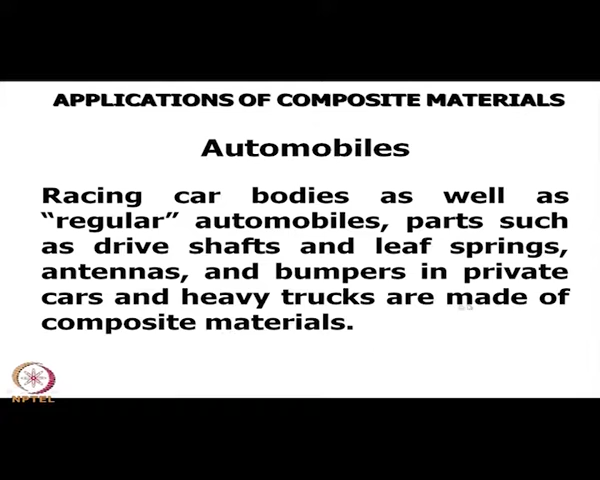 APPLICATIONS OF COMPOSITE MATERIALS
Automobiles
Racing car bodies as well as
“regular” automobiles, parts such
as drive shafts and leaf springs,
antennas, and bumpers in private
cars and heavy trucks are made of
composite materials.
NPTEL